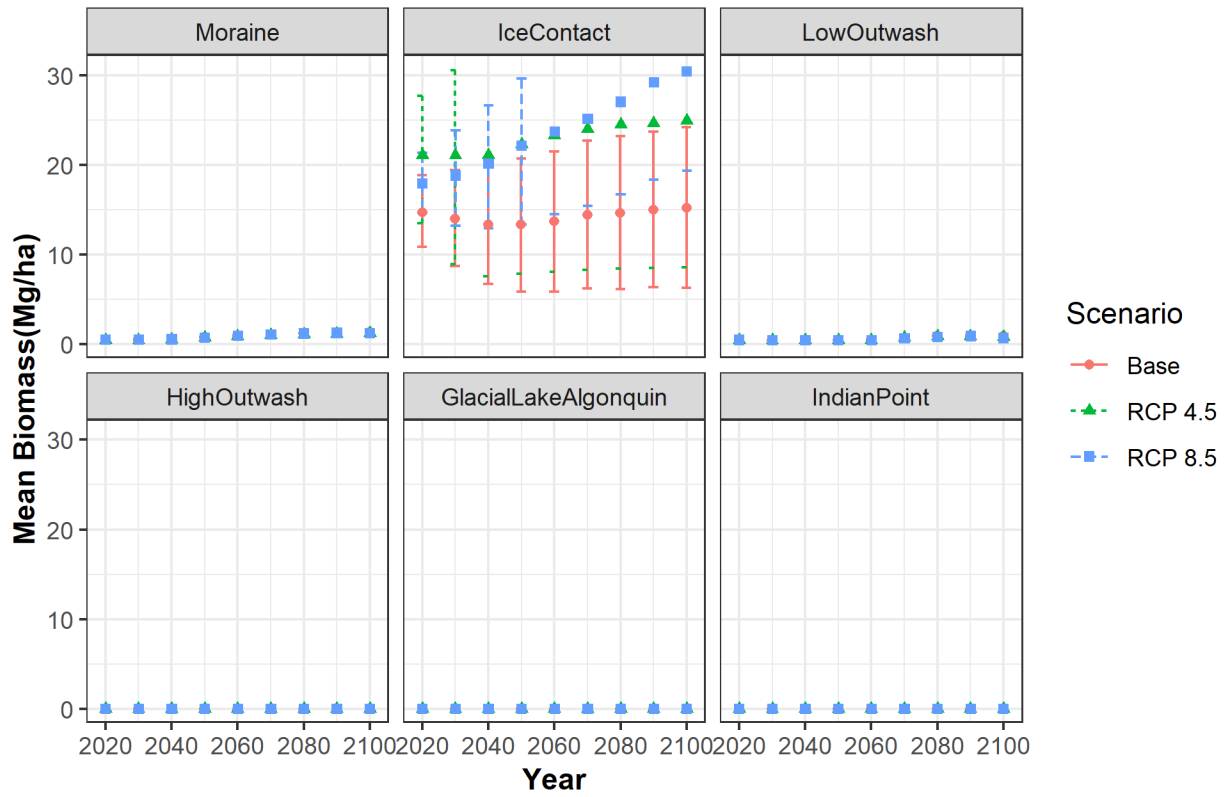 Moraine IceContact LowOutwash
30
20
10
0
HighOutwash GlacialLakeAlgonquin IndianPoint
30
20
10
0
2020 2040 2060 2080 2100 2020 2040 2060 2080 2100 2020 2040 2060 2080 2100
Year
Mean Biomass(Mg/ha)
Scenario
Base
RCP 4.5
RCP 8.5